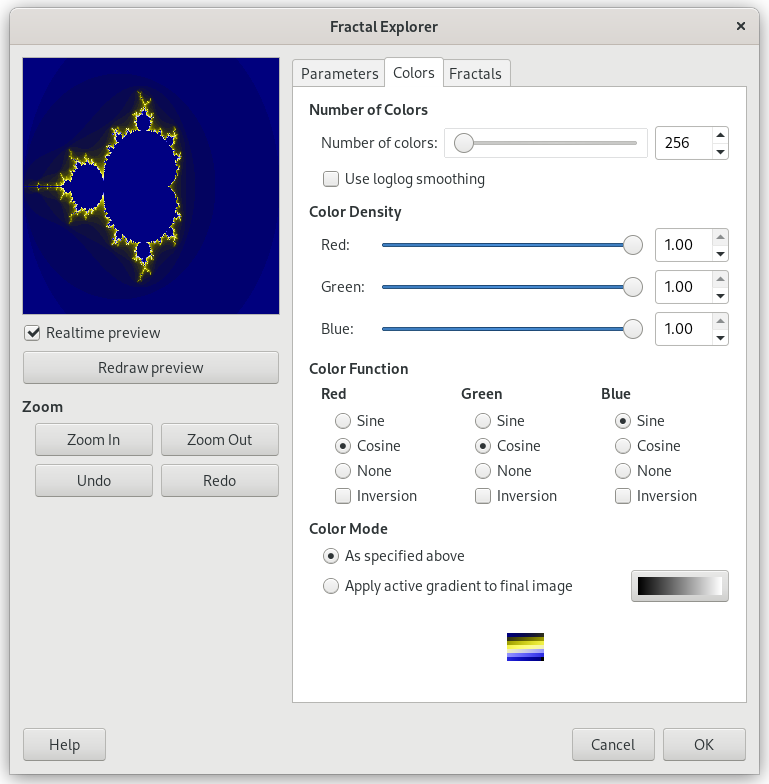 Fractal Explorer
Parameters Colors Fractals
Number of Colors
Number of colors: 256
Use loglog smoothing
Color Density
Red: 1.00
Green: 1.00
Blue: 1.00
Realtime preview
Redraw preview
Zoom
Zoom In Zoom Out
Undo Redo
Color Function
Red Green Blue
Sine Sine Sine
Cosine Cosine Cosine
None None None
Inversion Inversion Inversion
Color Mode
As specified above
Apply active gradient to final image
Help Cancel OK